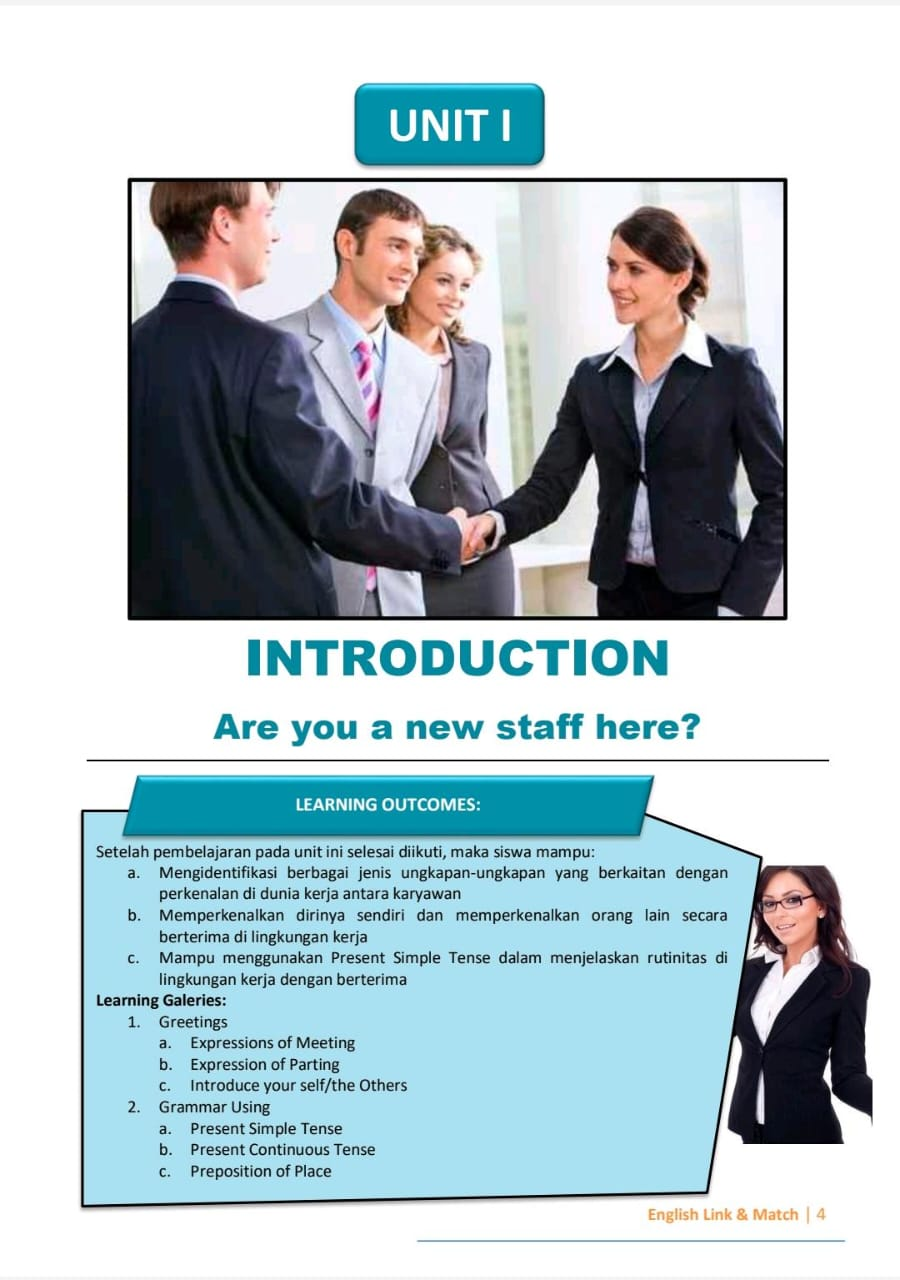 UNIT I
INTRODUCTION
Are you a new staff here?
LEARNING OUTCOMES:
Setelah pembelajaran pada unit ini selesai diikuti, maka siswa mampu:
a. Mengidentifikasi berbagai jenis ungkapan-ungkapan yang berkaitan dengan
perkenalan di dunia kerja antara karyawan
b. Memperkenalkan dirinya sendiri dan memperkenalkan orang lain secara
berterima di lingkungan kerja
c. Mampu menggunakan Present Simple Tense dalam menjelaskan rutinitas di
lingkungan kerja dengan berterima
Learning Galeries:
1. Greetings
a. Expressions of Meeting
b. Expression of Parting
c. Introduce your self/the Others
2. Grammar Using
a. Present Simple Tense
b. Present Continuous Tense
c. Preposition of Place
English Link & Match | 4